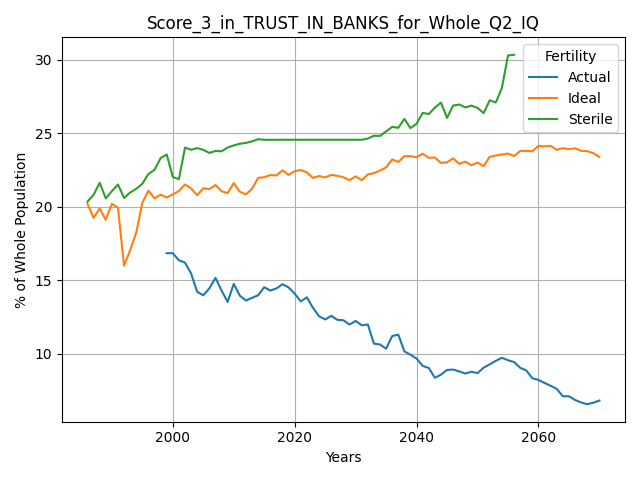 Score_3_in_TRUST_IN_BANKS_for_Whole_Q2_IQ
Fertility
Actual
Ideal
Sterile
% of Whole Population
30
25
20
15
10
2000
2020
2040
2060
Years